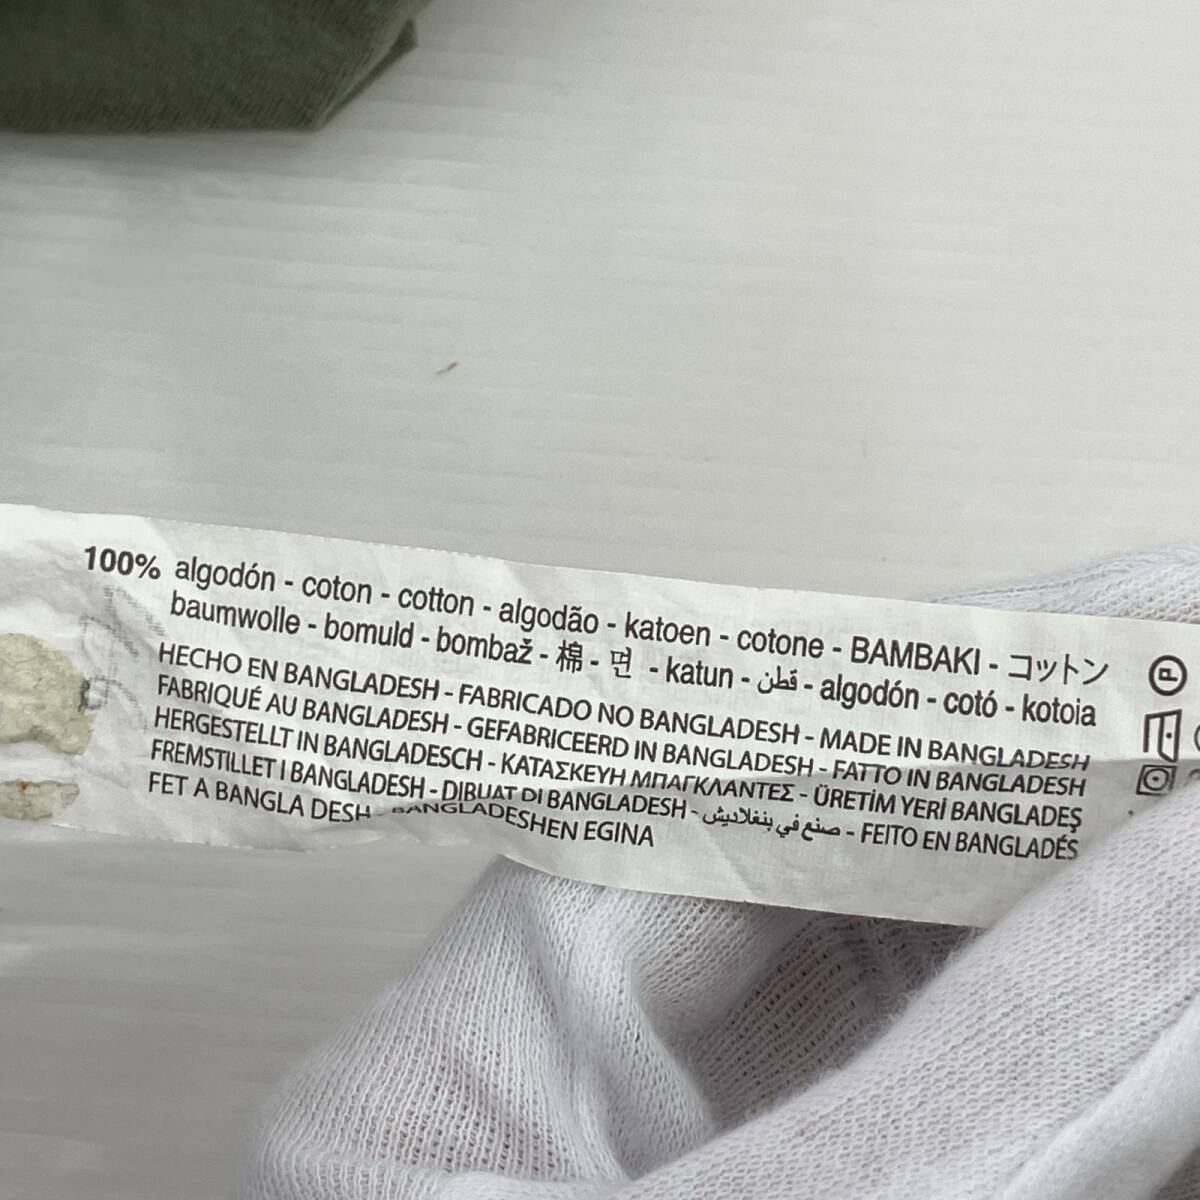 100% algodón - coton - cotton - algodão - katoen - cotone - BAMBAKI - コットン
baumwolle - bomuld - bombaž - 棉 - 면 - katun - قطن - algodón - cotó - kotoia
HECHO EN BANGLADESH - FABRICADO NO BANGLADESH - MADE IN BANGLADESH
FABRIQUÉ AU BANGLADESH - GEFABRICEERD IN BANGLADESH - FATTO IN BANGLADESH
HERGESTELLT IN BANGLADESCH - ΚΑΤΑΣΚΕΥΗ ΜΠΑΓΚΛΑΝΤΕΣ - ÜRETİM YERİ BANGLADEŞ
FREMSTILLET I BANGLADESH - DIBUAT DI BANGLADESH - صنع في بنغلاديش - FEITO EN BANGLADÉS
FET A BANGLA DESH - BANGLADESHEN EGINA
P